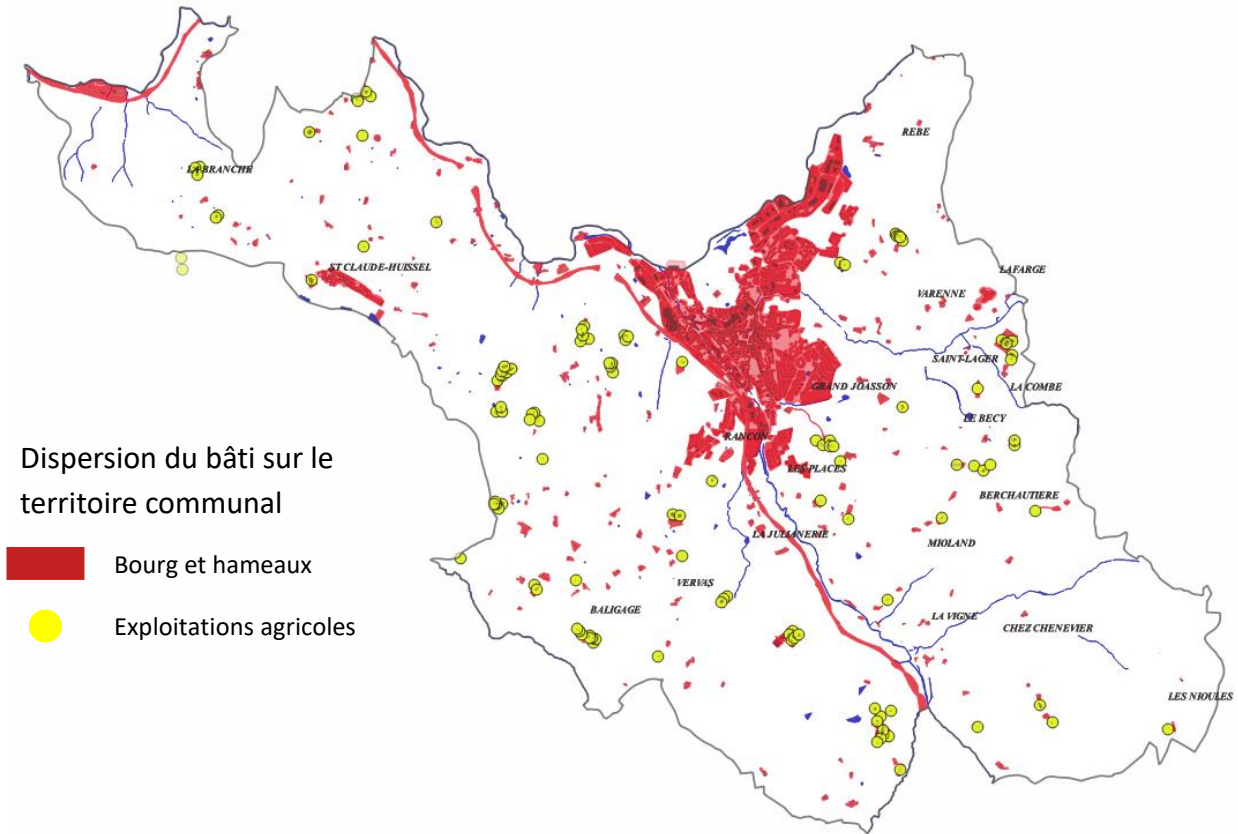 REBE
LA BRANCHE
ST CLAUDE-HUISSEL
LAFARGE
VARENNE
SAINT-LAGER
GRAND JOASSON
LA COMBE
LE BECY
RANCON
LES PLACES
BERCHAUTIERE
LA JULIANERIE
MIOLAND
VERVAS
BALIGAGE
LA VIGNE
CHEZ CHENEVIER
LES NIOULES
Dispersion du bâti sur le
territoire communal
Bourg et hameaux
Exploitations agricoles